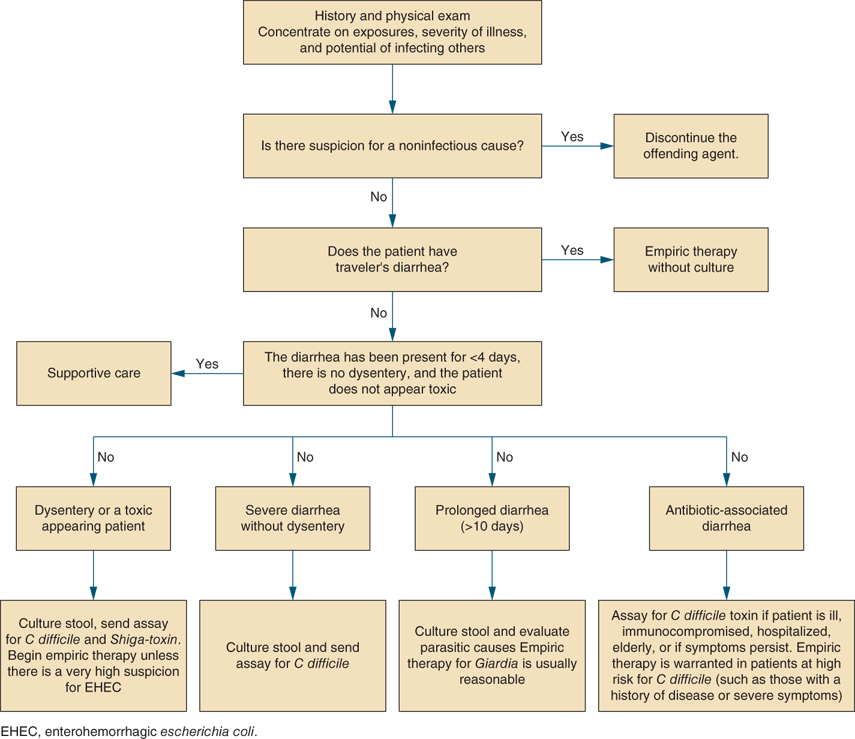 History and physical exam
Concentrate on exposures, severity of illness,
and potential of infecting others
Is there suspicion for a noninfectious cause?
Yes
Discontinue the
offending agent.
No
Does the patient have
traveler's diarrhea?
Yes
Empiric therapy
without culture
No
Supportive care
Yes
The diarrhea has been present for <4 days,
there is no dysentery, and the patient
does not appear toxic
No
No
No
No
Dysentery or a toxic
appearing patient
Severe diarrhea
without dysentery
Prolonged diarrhea
(>10 days)
Antibiotic-associated
diarrhea
Culture stool, send assay
for C difficile and Shiga-toxin.
Begin empiric therapy unless
there is a very high suspicion
for EHEC
Culture stool and send
assay for C difficile
Culture stool and evaluate
parasitic causes Empiric
therapy for Giardia is usually
reasonable
Assay for C difficile toxin if patient is ill,
immunocompromised, hospitalized,
elderly, or if symptoms persist. Empiric
therapy is warranted in patients at high
risk for C difficile (such as those with a
history of disease or severe symptoms)
EHEC, enterohemorrhagic escherichia coli.